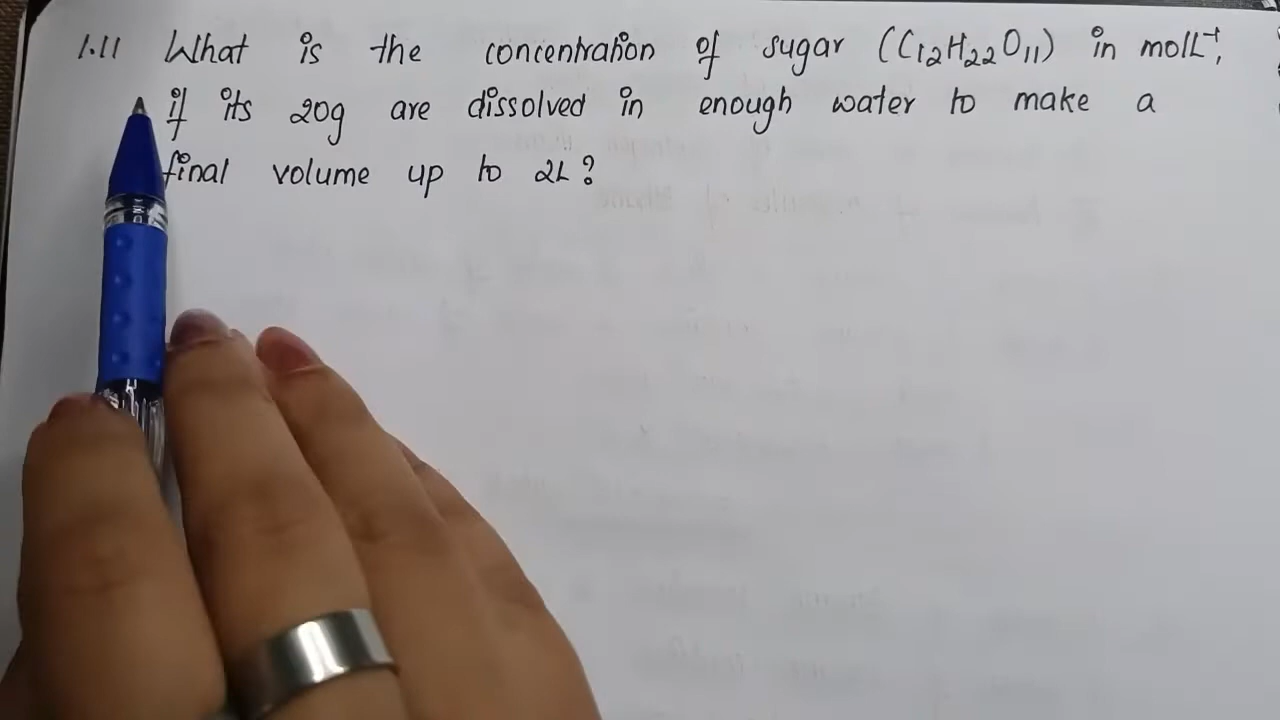 1.11 What is the concentration of sugar (C₁₂H₂₂O₁₁) in molL⁻¹,
if its 20g are dissolved in enough water to make a
final volume up to 2L?